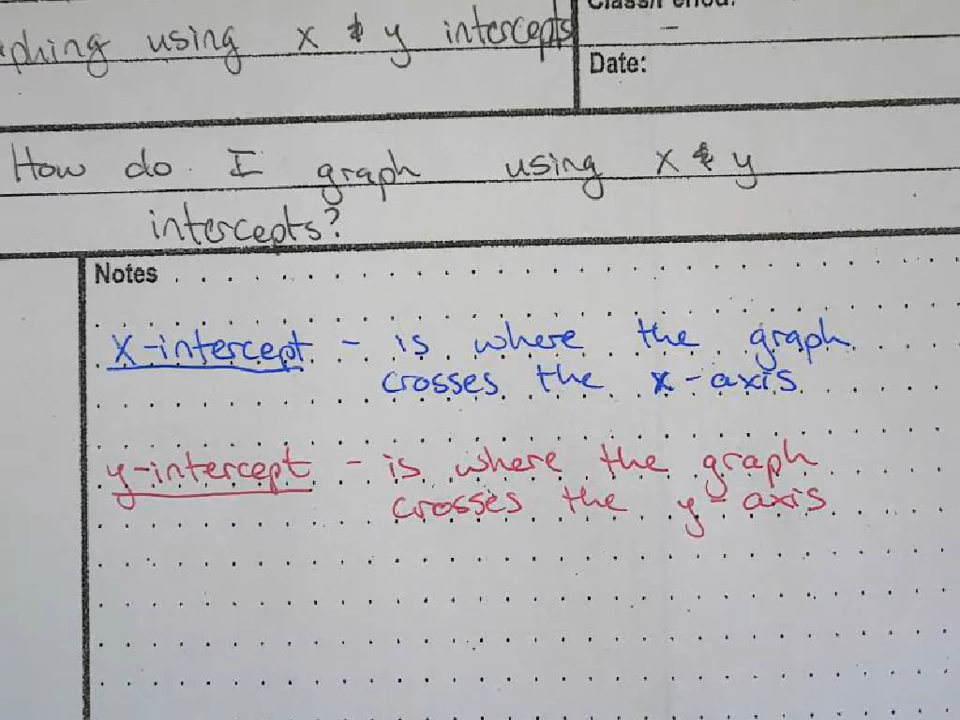 using x & y intercepts
Date:
How do I graph using x & y
intercepts?
Notes
x-intercept - is where the graph
crosses the x-axis
y-intercept - is where the graph
crosses the y-axis